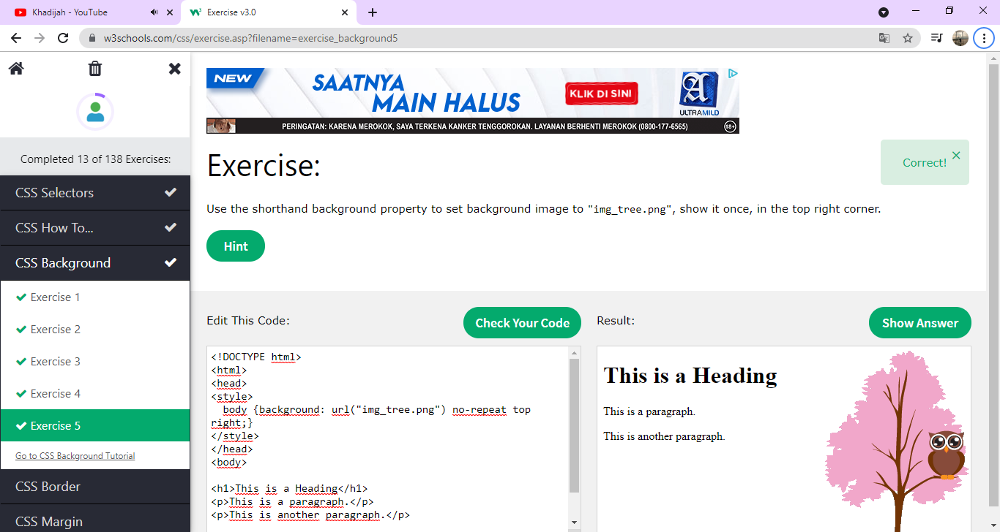 Khadijah - YouTube
Exercise v3.0
w3schools.com/css/exercise.asp?filename=exercise_background5
NEW
SAATNYA
MAIN HALUS
KLIK DI SINI
A
ULTRAMILD
PERINGATAN: KARENA MEROKOK, SAYA TERKENA KANKER TENGGOROKAN. LAYANAN BERHENTI MEROKOK (0800-177-6565)
18+
Completed 13 of 138 Exercises:
CSS Selectors
CSS How To...
CSS Background
Exercise 1
Exercise 2
Exercise 3
Exercise 4
Exercise 5
Go to CSS Background Tutorial
CSS Border
CSS Margin
Exercise:
Correct!
Use the shorthand background property to set background image to "img_tree.png", show it once, in the top right corner.
Hint
Edit This Code:
Check Your Code
<!DOCTYPE html>
<html>
<head>
<style>
body {background: url("img_tree.png") no-repeat top
right;}
</style>
</head>
<body>
<h1>This is a Heading</h1>
<p>This is a paragraph.</p>
<p>This is another paragraph.</p>
Result:
Show Answer
This is a Heading
This is a paragraph.
This is another paragraph.